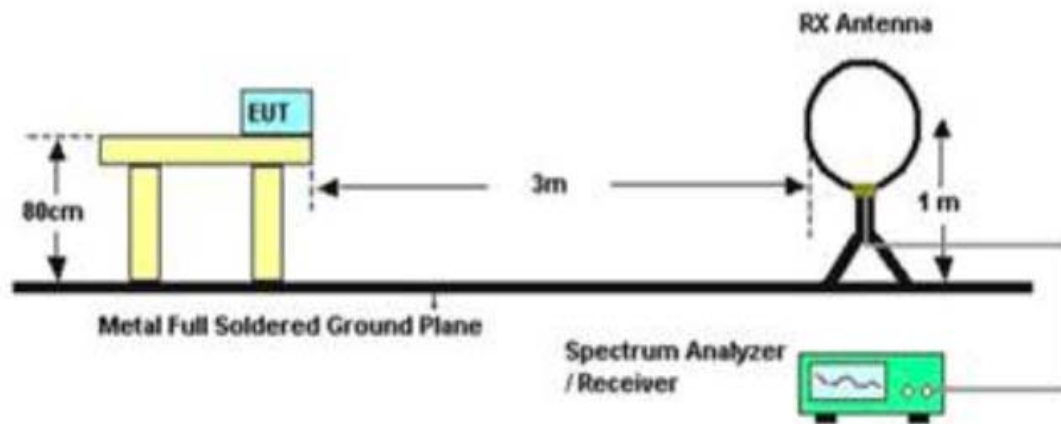 RX Antenna
EUT
80cm
3m
1 m
Metal Full Soldered Ground Plane
Spectrum Analyzer
/ Receiver